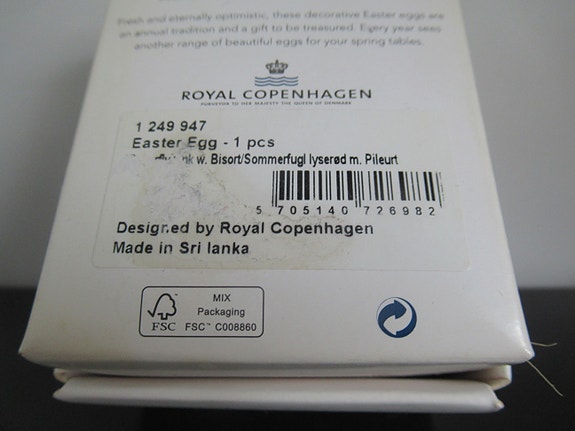 Fresh and eternally optimistic, these decorative Easter eggs are
an annual tradition and a gift to be treasured. Every year sees
another range of beautiful eggs for your spring tables.
ROYAL COPENHAGEN
PURVEYOR TO HER MAJESTY THE QUEEN OF DENMARK
1 249 947
Easter Egg - 1 pcs
w. Bisort/Sommerfugl lyserød m. Pileurt
5 705140 726982
Designed by Royal Copenhagen
Made in Sri lanka
FSC
MIX
Packaging
FSC™ C008860